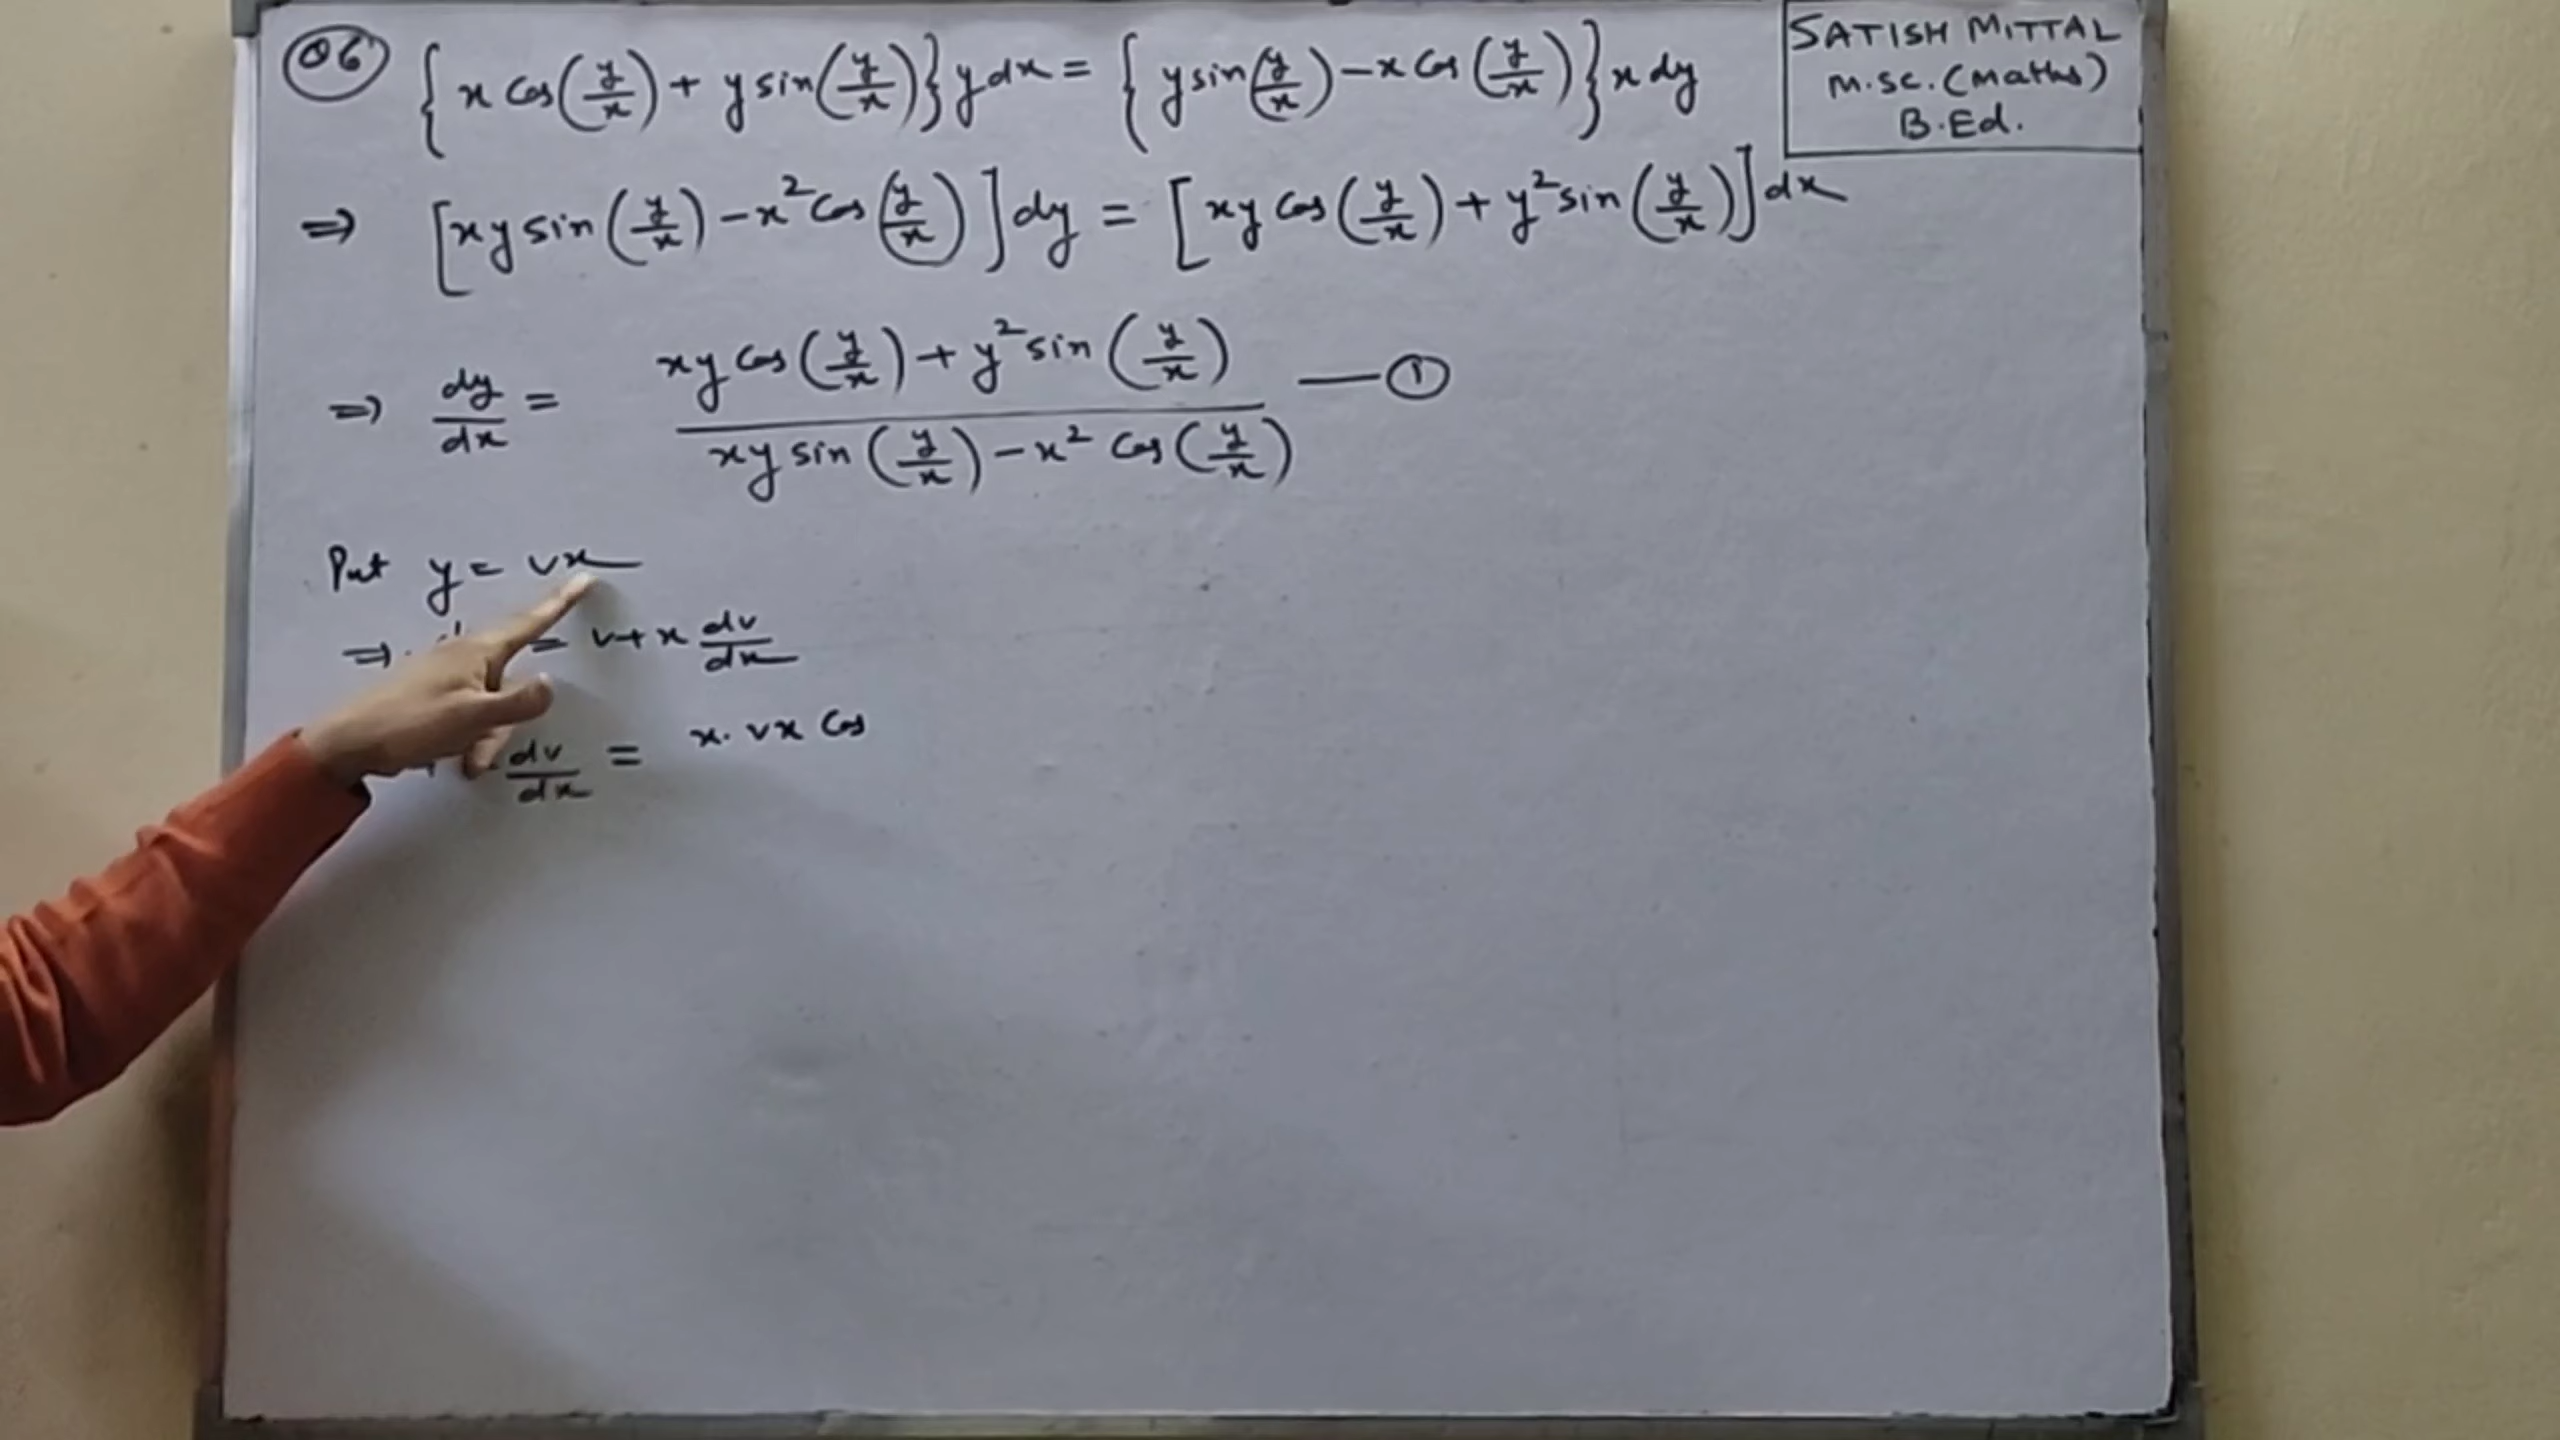 Q6 {x cos(y/x) + y sin(y/x)} y dx = {y sin(y/x) - x cos(y/x)} x dy
SATISH MITTAL
M.Sc. (Maths)
B.Ed.
⇒ [xy sin(y/x) - x² cos(y/x)] dy = [xy cos(y/x) + y² sin(y/x)] dx
⇒ dy/dx = (xy cos(y/x) + y² sin(y/x)) / (xy sin(y/x) - x² cos(y/x)) — ①
Put y = vx
⇒ = v + x dv/dx
dv/dx = x. vx cos